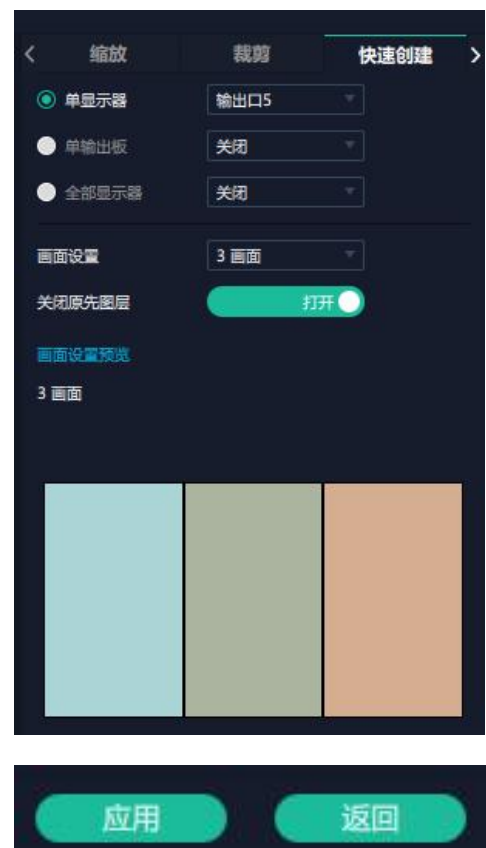 < 缩放 裁剪 快速创建 >
单显示器 输出口5
单输出板 关闭
全部显示器 关闭
画面设置 3 画面
关闭原先图层 打开
画面设置预览
3 画面
应用 返回